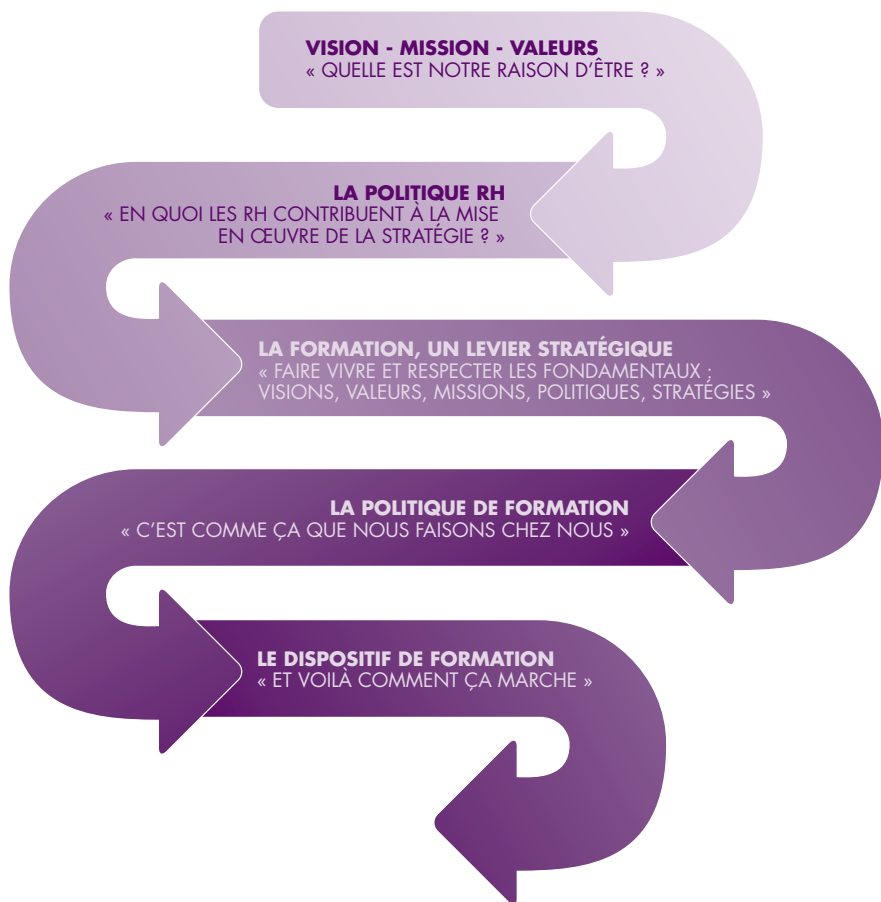 VISION - MISSION - VALEURS
« QUELLE EST NOTRE RAISON D’ÊTRE ? »
LA POLITIQUE RH
« EN QUOI LES RH CONTRIBUENT À LA MISE
EN ŒUVRE DE LA STRATÉGIE ? »
LA FORMATION, UN LEVIER STRATÉGIQUE
« FAIRE VIVRE ET RESPECTER LES FONDAMENTAUX :
VISIONS, VALEURS, MISSIONS, POLITIQUES, STRATÉGIES »
LA POLITIQUE DE FORMATION
« C’EST COMME ÇA QUE NOUS FAISONS CHEZ NOUS »
LE DISPOSITIF DE FORMATION
« ET VOILÀ COMMENT ÇA MARCHE »